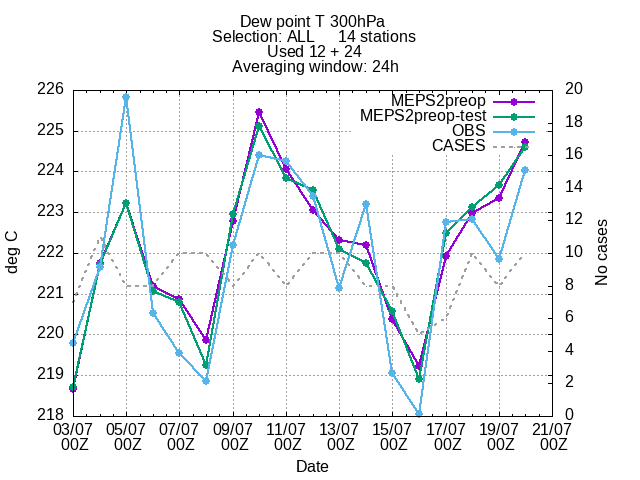 Dew point T 300hPa
Selection: ALL 14 stations
Used 12 + 24
Averaging window: 24h
MEPS2preop
MEPS2preop-test
OBS
CASES
deg C
226
225
224
223
222
221
220
219
218
20
18
16
14
12
10
8
6
4
2
0
No cases
03/07 05/07 07/07 09/07 11/07 13/07 15/07 17/07 19/07 21/07
00Z 00Z 00Z 00Z 00Z 00Z 00Z 00Z 00Z 00Z
Date